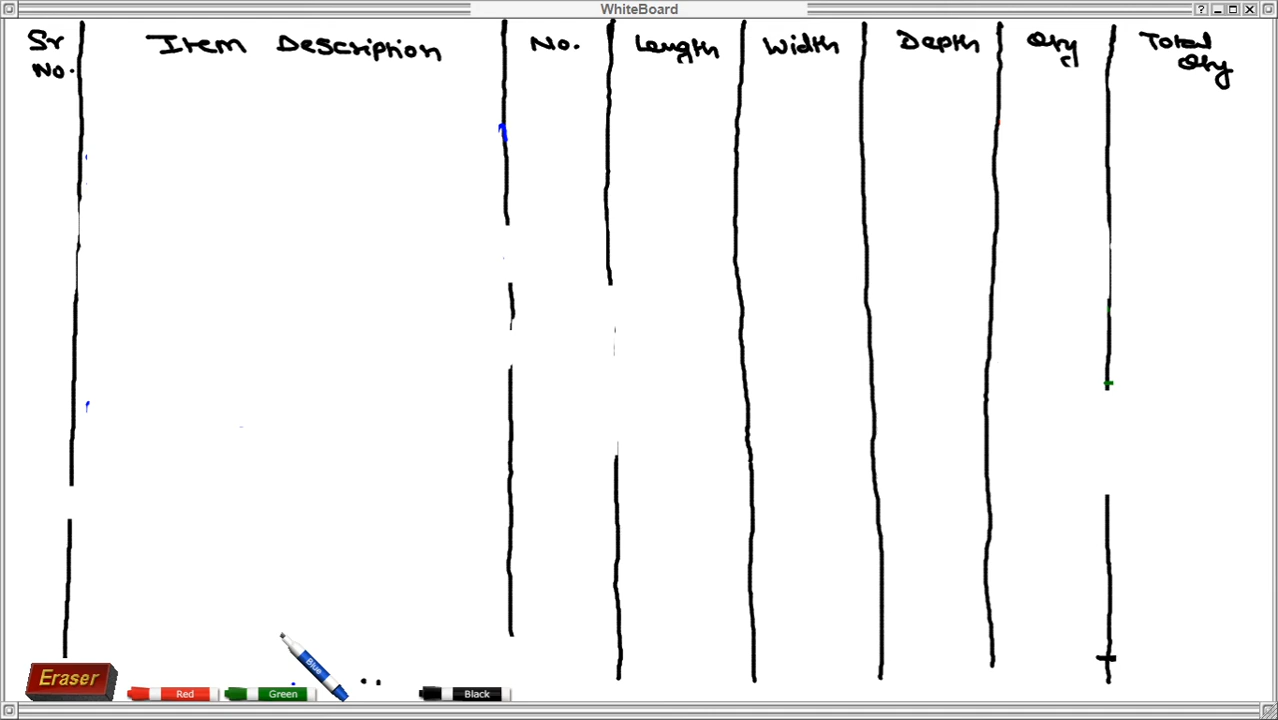 WhiteBoard
Sr No. Item Description No. Length Width Depth Qty Total Qty
Eraser Red Green Blue Black